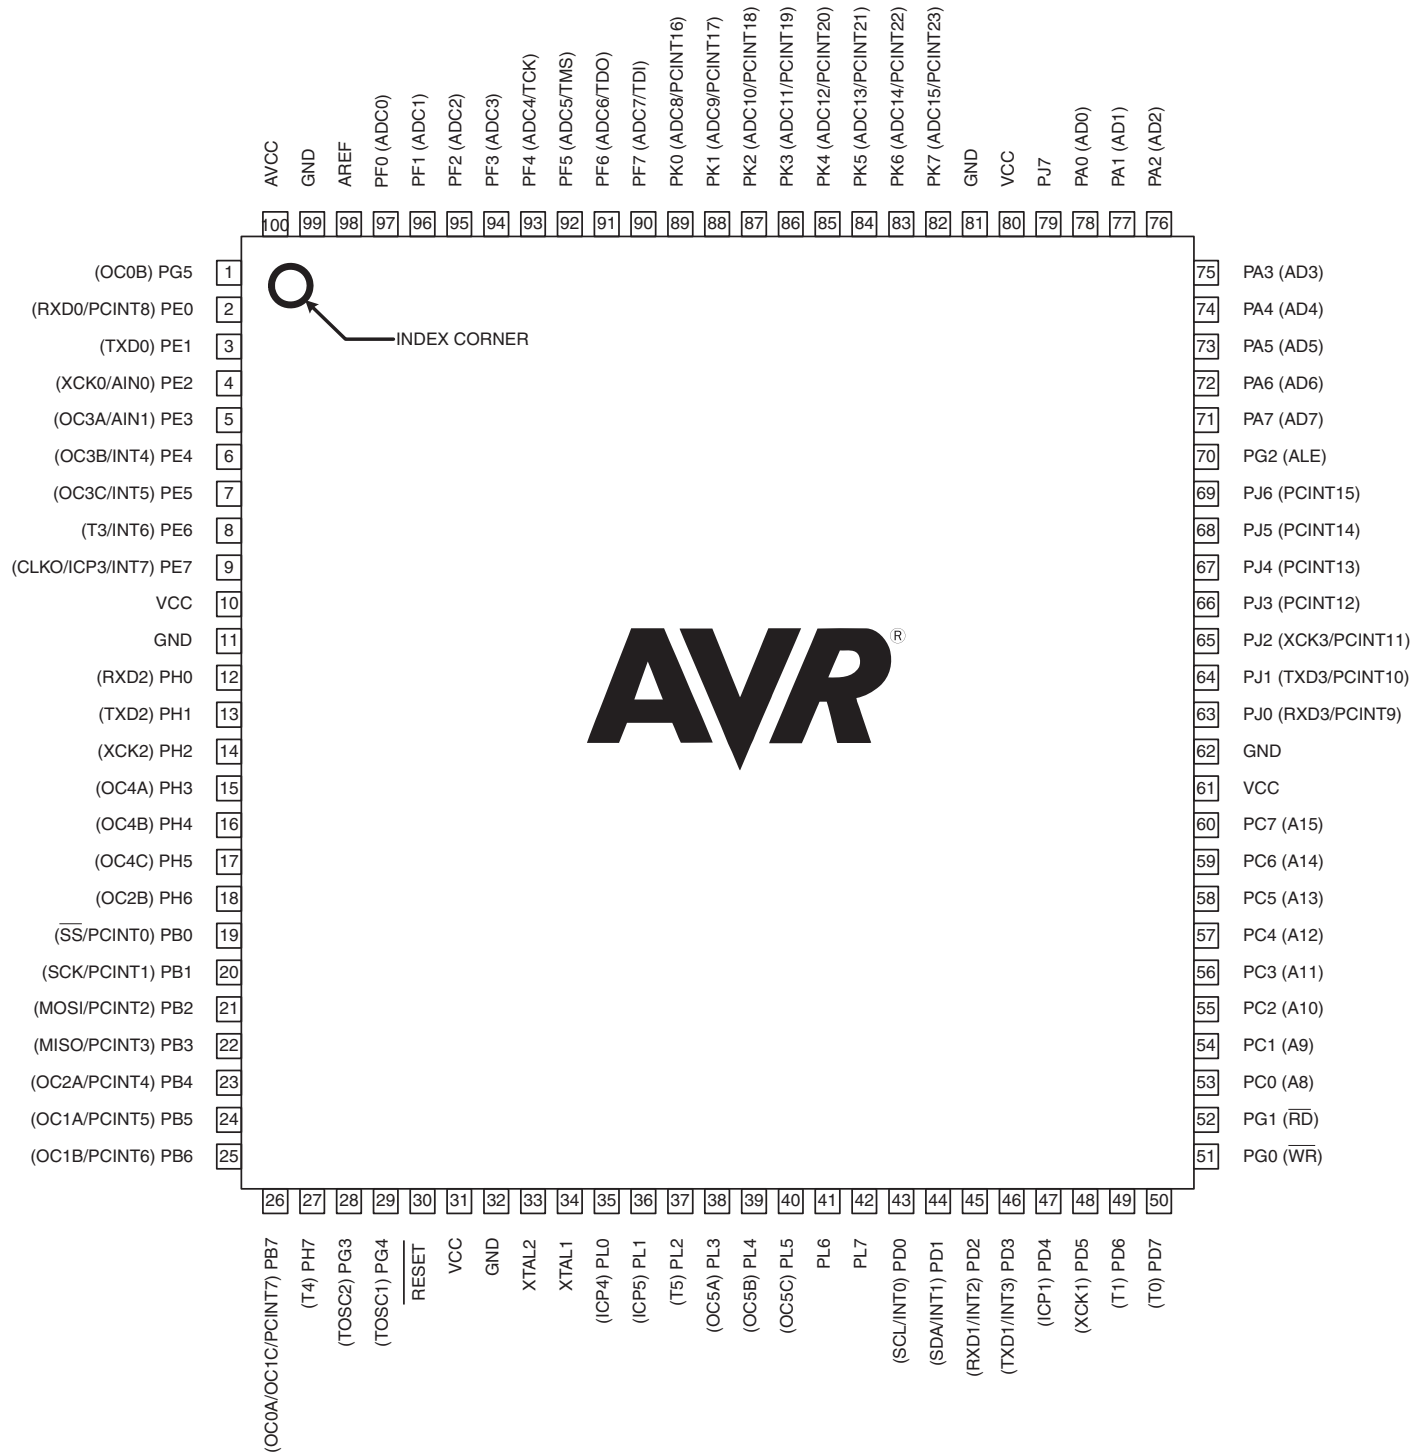 AVCC
GND
AREF
PF0 (ADC0)
PF1 (ADC1)
PF2 (ADC2)
PF3 (ADC3)
PF4 (ADC4/TCK)
PF5 (ADC5/TMS)
PF6 (ADC6/TDO)
PF7 (ADC7/TDI)
PK0 (ADC8/PCINT16)
PK1 (ADC9/PCINT17)
PK2 (ADC10/PCINT18)
PK3 (ADC11/PCINT19)
PK4 (ADC12/PCINT20)
PK5 (ADC13/PCINT21)
PK6 (ADC14/PCINT22)
PK7 (ADC15/PCINT23)
GND
VCC
PJ7
PA0 (AD0)
PA1 (AD1)
PA2 (AD2)
100 99 98 97 96 95 94 93 92 91 90 89 88 87 86 85 84 83 82 81 80 79 78 77 76
(OC0B) PG5 1
(RXD0/PCINT8) PE0 2
(TXD0) PE1 3
(XCK0/AIN0) PE2 4
(OC3A/AIN1) PE3 5
(OC3B/INT4) PE4 6
(OC3C/INT5) PE5 7
(T3/INT6) PE6 8
(CLKO/ICP3/INT7) PE7 9
VCC 10
GND 11
(RXD2) PH0 12
(TXD2) PH1 13
(XCK2) PH2 14
(OC4A) PH3 15
(OC4B) PH4 16
(OC4C) PH5 17
(OC2B) PH6 18
(S̅S̅/PCINT0) PB0 19
(SCK/PCINT1) PB1 20
(MOSI/PCINT2) PB2 21
(MISO/PCINT3) PB3 22
(OC2A/PCINT4) PB4 23
(OC1A/PCINT5) PB5 24
(OC1B/PCINT6) PB6 25
INDEX CORNER
AVR®
75 PA3 (AD3)
74 PA4 (AD4)
73 PA5 (AD5)
72 PA6 (AD6)
71 PA7 (AD7)
70 PG2 (ALE)
69 PJ6 (PCINT15)
68 PJ5 (PCINT14)
67 PJ4 (PCINT13)
66 PJ3 (PCINT12)
65 PJ2 (XCK3/PCINT11)
64 PJ1 (TXD3/PCINT10)
63 PJ0 (RXD3/PCINT9)
62 GND
61 VCC
60 PC7 (A15)
59 PC6 (A14)
58 PC5 (A13)
57 PC4 (A12)
56 PC3 (A11)
55 PC2 (A10)
54 PC1 (A9)
53 PC0 (A8)
52 PG1 (R̅D̅)
51 PG0 (W̅R̅)
26 27 28 29 30 31 32 33 34 35 36 37 38 39 40 41 42 43 44 45 46 47 48 49 50
(OC0A/OC1C/PCINT7) PB7
(T4) PH7
(TOSC2) PG3
(TOSC1) PG4
R̅E̅S̅E̅T̅
VCC
GND
XTAL2
XTAL1
(ICP4) PL0
(ICP5) PL1
(T5) PL2
(OC5A) PL3
(OC5B) PL4
(OC5C) PL5
PL6
PL7
(SCL/INT0) PD0
(SDA/INT1) PD1
(RXD1/INT2) PD2
(TXD1/INT3) PD3
(ICP1) PD4
(XCK1) PD5
(T1) PD6
(T0) PD7